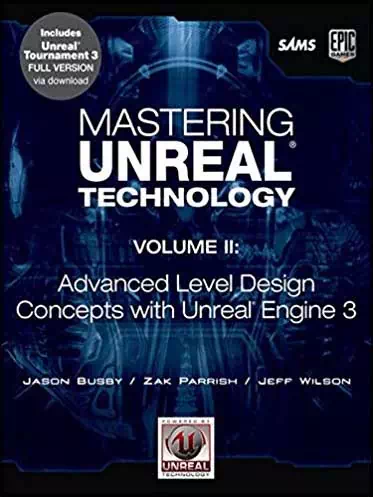 Includes
Unreal®
Tournament 3
FULL VERSION
via download
SAMS
EPIC
GAMES
MASTERING
UNREAL®
TECHNOLOGY
VOLUME II:
Advanced Level Design
Concepts with Unreal® Engine 3
JASON BUSBY / ZAK PARRISH / JEFF WILSON
POWERED BY
UNREAL
TECHNOLOGY